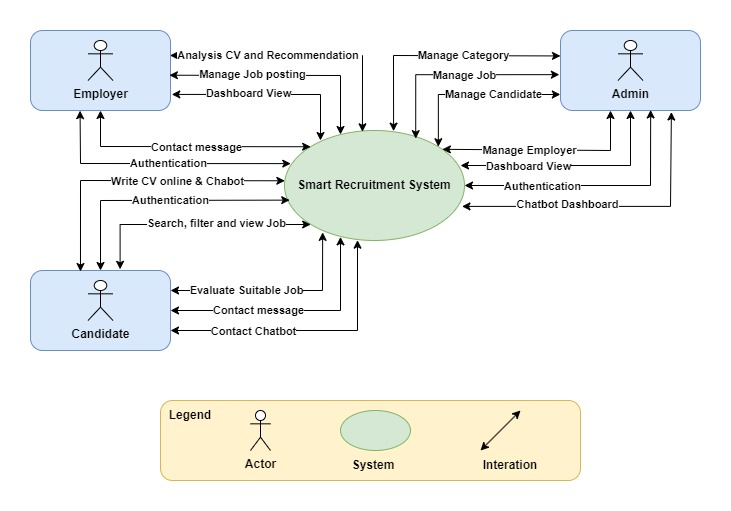 Analysis CV and Recommendation
Manage Job posting
Employer
Dashboard View
Contact message
Authentication
Manage Category
Manage Job
Admin
Manage Candidate
Manage Employer
Dashboard View
Authentication
Chatbot Dashboard
Smart Recruitment System
Write CV online & Chabot
Authentication
Search, filter and view Job
Evaluate Suitable Job
Contact message
Candidate
Contact Chatbot
Legend
Actor
System
Interation